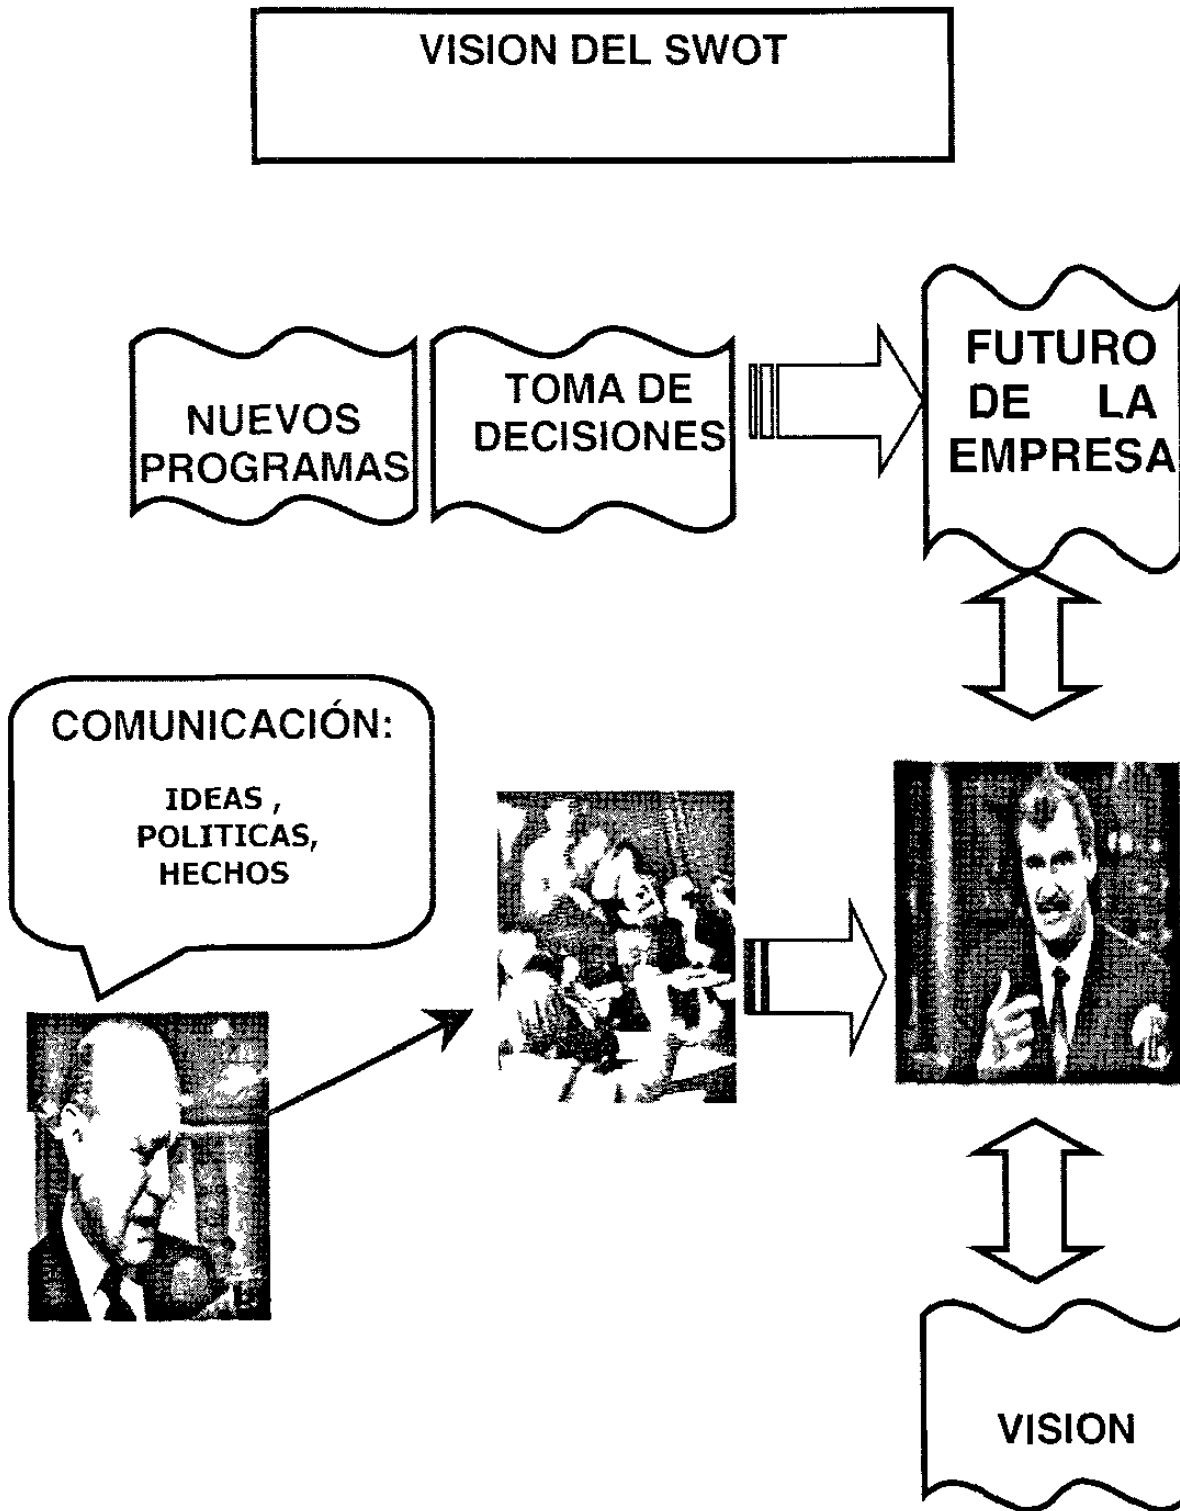 VISION DEL SWOT
NUEVOS
PROGRAMAS
TOMA DE
DECISIONES
FUTURO
DE LA
EMPRESA
COMUNICACIÓN:
IDEAS ,
POLITICAS,
HECHOS
VISION